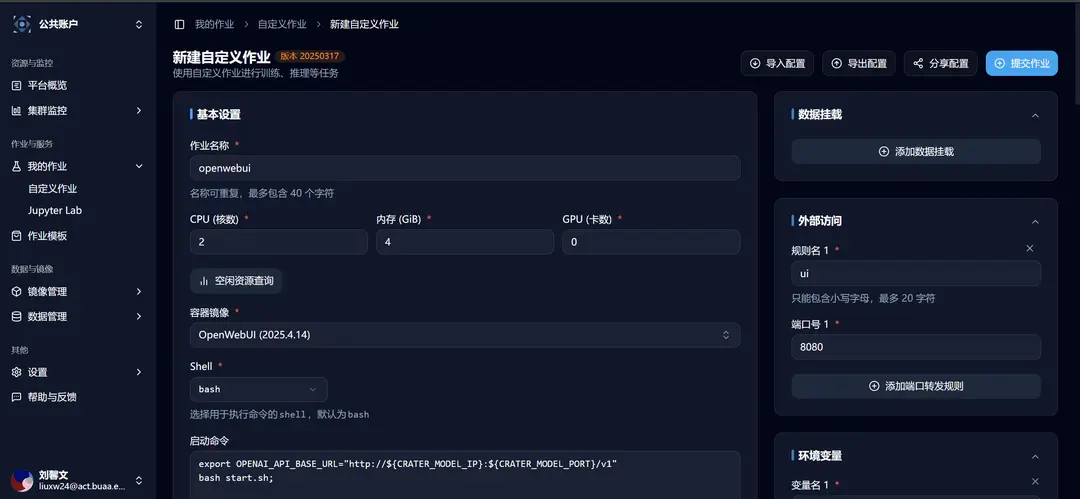 公共账户
资源与监控
平台概览
集群监控
作业与服务
我的作业
自定义作业
Jupyter Lab
作业模板
数据与镜像
镜像管理
数据管理
其他
设置
帮助与反馈
刘馨文
liuxw24@act.buaa.e...
我的作业 > 自定义作业 > 新建自定义作业
新建自定义作业 版本 20250317
使用自定义作业进行训练、推理等任务
导入配置 导出配置 分享配置 提交作业
基本设置
作业名称 *
openwebui
名称可重复，最多包含 40 个字符
CPU (核数) * 内存 (GiB) * GPU (卡数) *
2 4 0
空闲资源查询
容器镜像 *
OpenWebUI (2025.4.14)
Shell *
bash
选择用于执行命令的 shell，默认为 bash
启动命令
export OPENAI_API_BASE_URL="http://${CRATER_MODEL_IP}:${CRATER_MODEL_PORT}/v1"
bash start.sh;
数据挂载
添加数据挂载
外部访问
规则名 1 *
ui
只能包含小写字母，最多 20 字符
端口号 1 *
8080
添加端口转发规则
环境变量
变量名 1 *